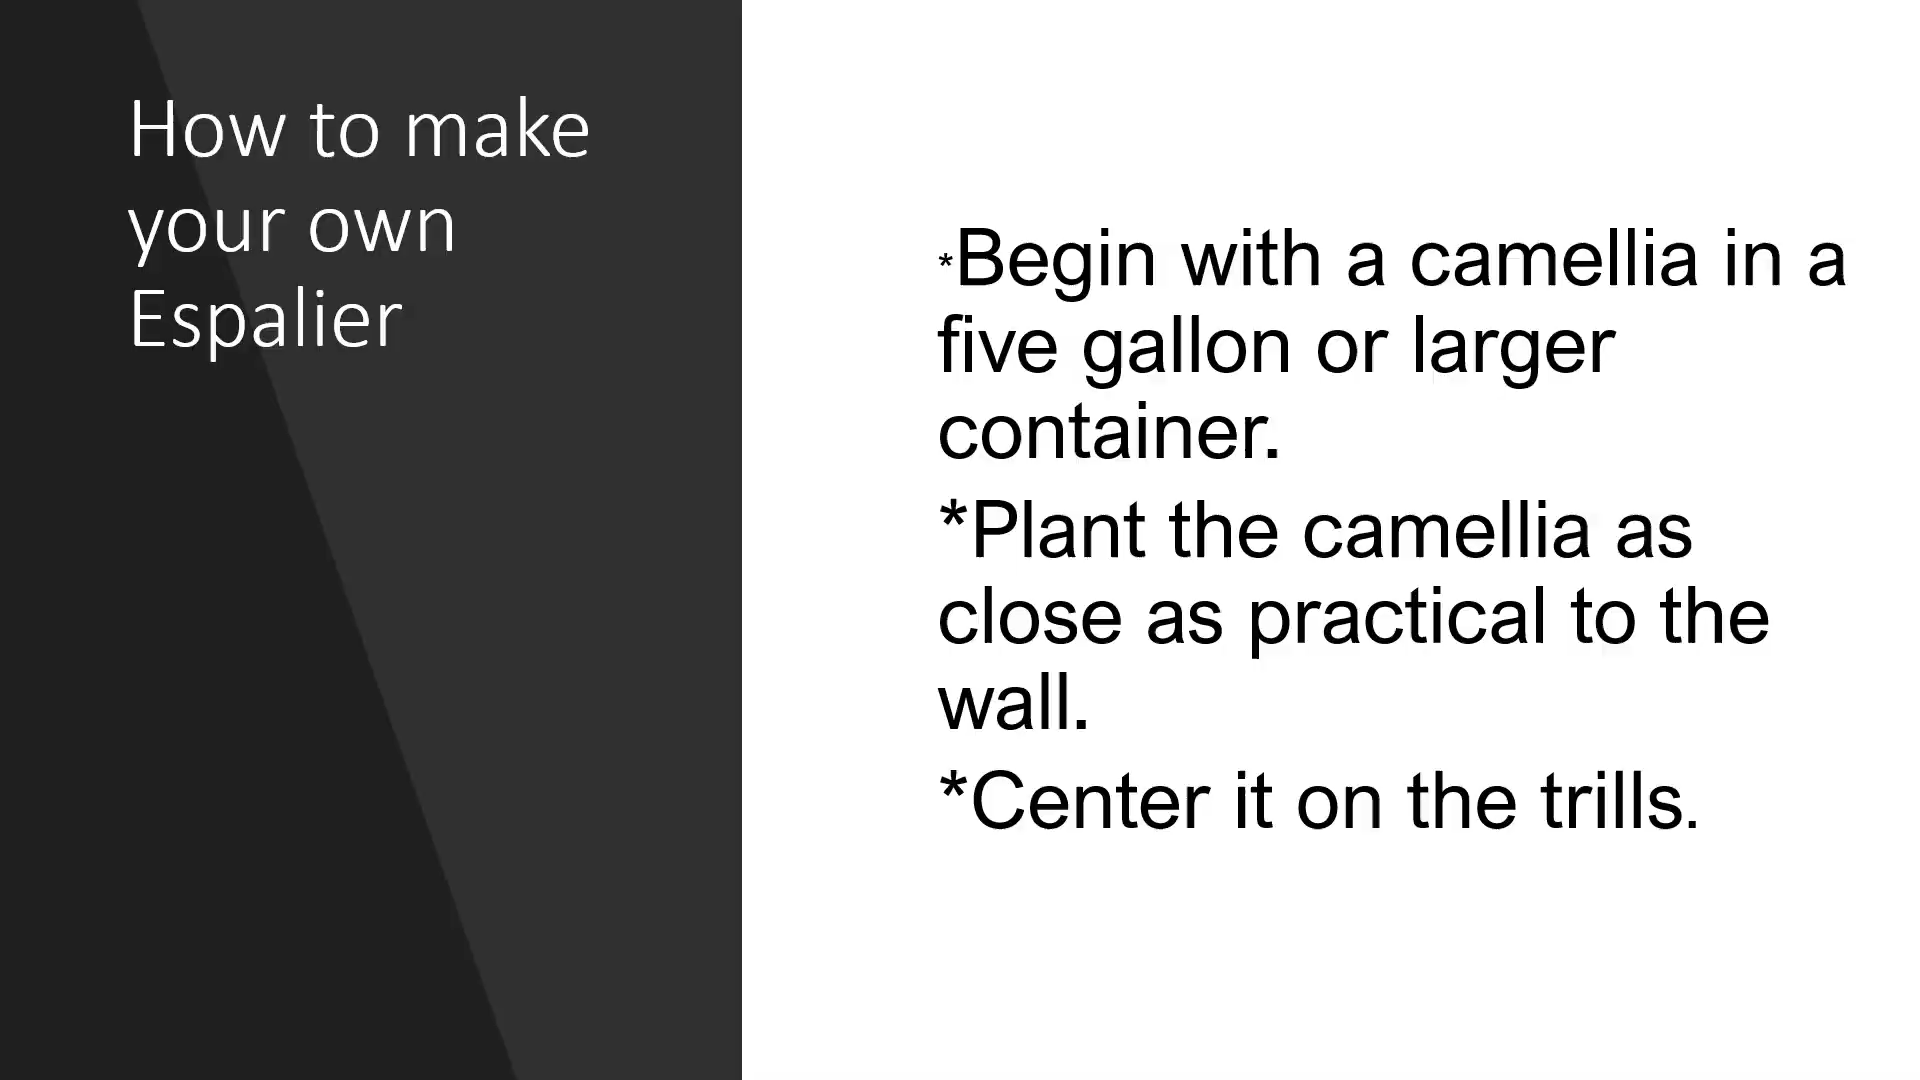 How to make
your own
Espalier
*Begin with a camellia in a
five gallon or larger
container.
*Plant the camellia as
close as practical to the
wall.
*Center it on the trills.